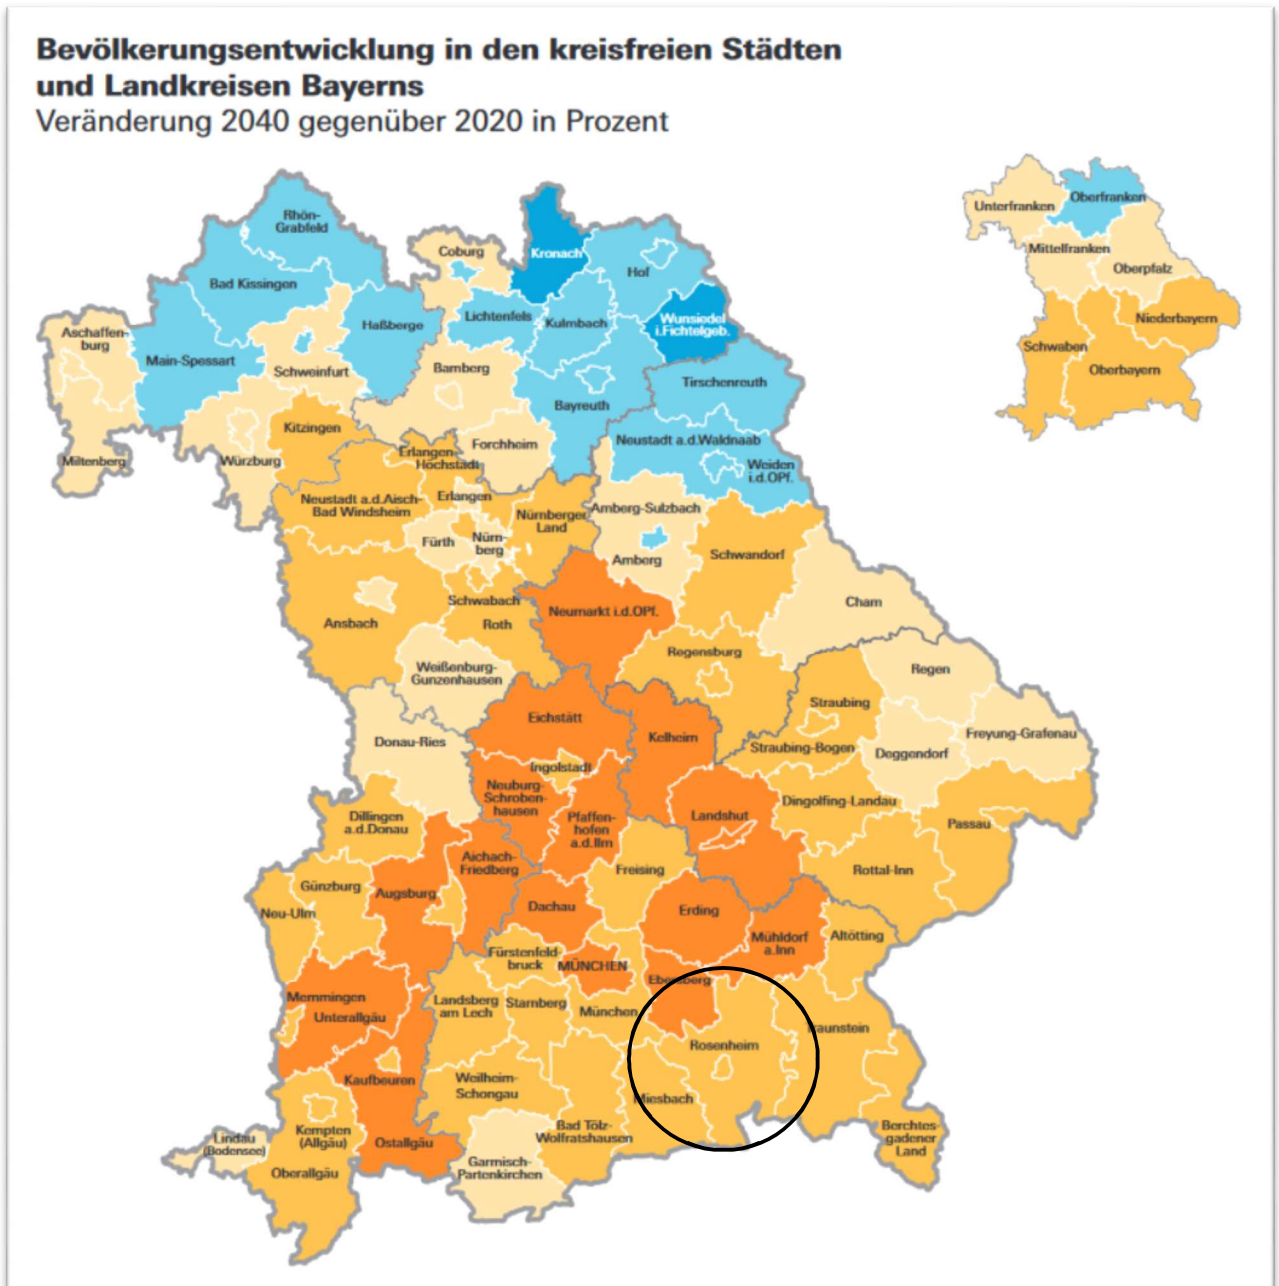 Bevölkerungsentwicklung in den kreisfreien Städten
und Landkreisen Bayerns
Veränderung 2040 gegenüber 2020 in Prozent
Unterfranken
Oberfranken
Mittelfranken
Oberpfalz
Niederbayern
Schwaben
Oberbayern
Rhön-
Grabfeld
Coburg
Kronach
Hof
Bad Kissingen
Lichtenfels
Kulmbach
Wunsiedel
i.Fichtelgeb.
Haßberge
Aschaffen-
burg
Main-Spessart
Schweinfurt
Bamberg
Tirschenreuth
Bayreuth
Kitzingen
Forchheim
Neustadt a.d.Waldnaab
Miltenberg
Würzburg
Erlangen-
Höchstadt
Weiden
i.d.OPf.
Neustadt a.d.Aisch-
Bad Windsheim
Erlangen
Nürnberger
Land
Amberg-Sulzbach
Fürth
Nürn-
berg
Amberg
Schwandorf
Schwabach
Neumarkt i.d.OPf.
Cham
Ansbach
Roth
Regensburg
Weißenburg-
Gunzenhausen
Regen
Eichstätt
Straubing
Kelheim
Freyung-Grafenau
Donau-Ries
Straubing-Bogen
Deggendorf
Ingolstadt
Neuburg-
Schroben-
hausen
Dingolfing-Landau
Dillingen
a.d.Donau
Pfaffen-
hofen
a.d.Ilm
Landshut
Passau
Aichach-
Friedberg
Freising
Rottal-Inn
Günzburg
Augsburg
Neu-Ulm
Dachau
Erding
Mühldorf
a.Inn
Altötting
Fürstenfeld-
bruck
MÜNCHEN
Ebersberg
Memmingen
Unterallgäu
Landsberg
am Lech
Starnberg
München
Traunstein
Rosenheim
Kaufbeuren
Weilheim-
Schongau
Miesbach
Lindau
(Bodensee)
Kempten
(Allgäu)
Ostallgäu
Bad Tölz-
Wolfratshausen
Berchtes-
gadener
Land
Oberallgäu
Garmisch-
Partenkirchen